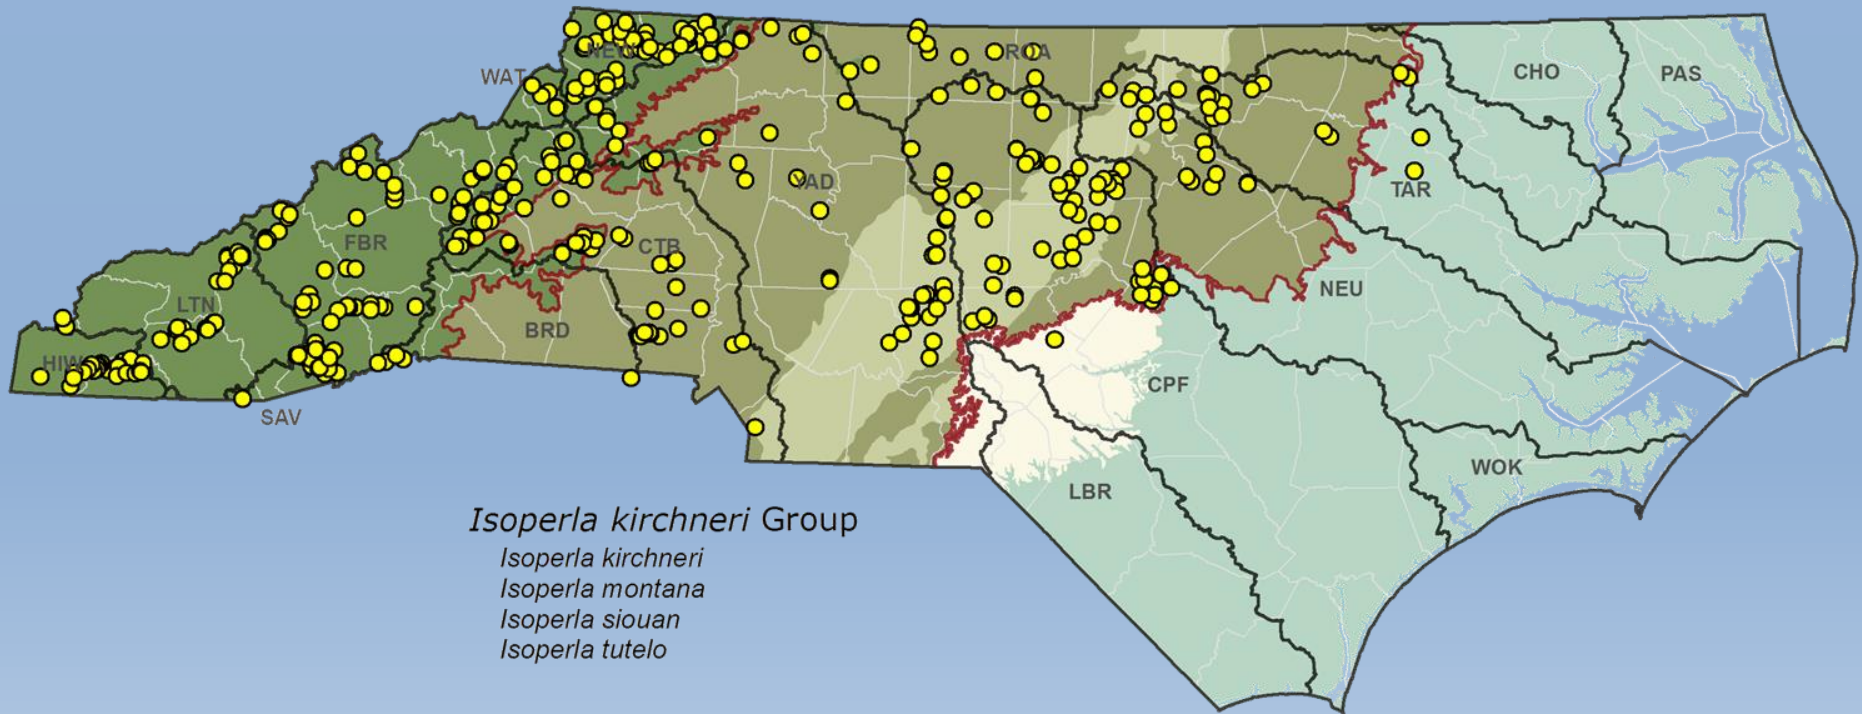 NEW
ROA
WAT
CHO
PAS
YAD
TAR
FBR
CTB
NEU
LTN
BRD
HIW
SAV
CPF
WOK
LBR
Isoperla kirchneri Group
Isoperla kirchneri
Isoperla montana
Isoperla siouan
Isoperla tutelo